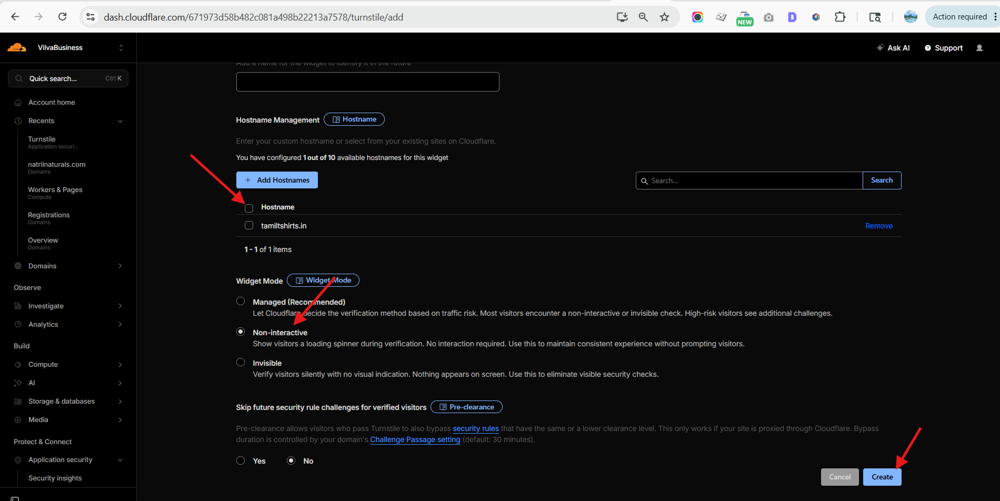 dash.cloudflare.com/671973d58b482c081a498b22213a7578/turnstile/add
NEW
D
Action required
VilvaBusiness
Ask AI
Support
Quick search...
Ctrl K
Account home
Recents
Turnstile
Application securi...
natrilnaturals.com
Domains
Workers & Pages
Compute
Registrations
Domains
Overview
Domains
Domains
Observe
Investigate
Analytics
Build
Compute
AI
Storage & databases
Media
Protect & Connect
Application security
Security insights
Add a name for the widget to identify it in the future
Hostname Management
Hostname
Enter your custom hostname or select from your existing sites on Cloudflare.
You have configured 1 out of 10 available hostnames for this widget
+ Add Hostnames
Search...
Search
Hostname
tamiltshirts.in
Remove
1 - 1 of 1 items
Widget Mode
Widget Mode
Managed (Recommended)
Let Cloudflare decide the verification method based on traffic risk. Most visitors encounter a non-interactive or invisible check. High-risk visitors see additional challenges.
Non-interactive
Show visitors a loading spinner during verification. No interaction required. Use this to maintain consistent experience without prompting visitors.
Invisible
Verify visitors silently with no visual indication. Nothing appears on screen. Use this to eliminate visible security checks.
Skip future security rule challenges for verified visitors
Pre-clearance
Pre-clearance allows visitors who pass Turnstile to also bypass security rules that have the same or a lower clearance level. This only works if your site is proxied through Cloudflare. Bypass
duration is controlled by your domain's Challenge Passage setting (default: 30 minutes).
Yes
No
Cancel
Create